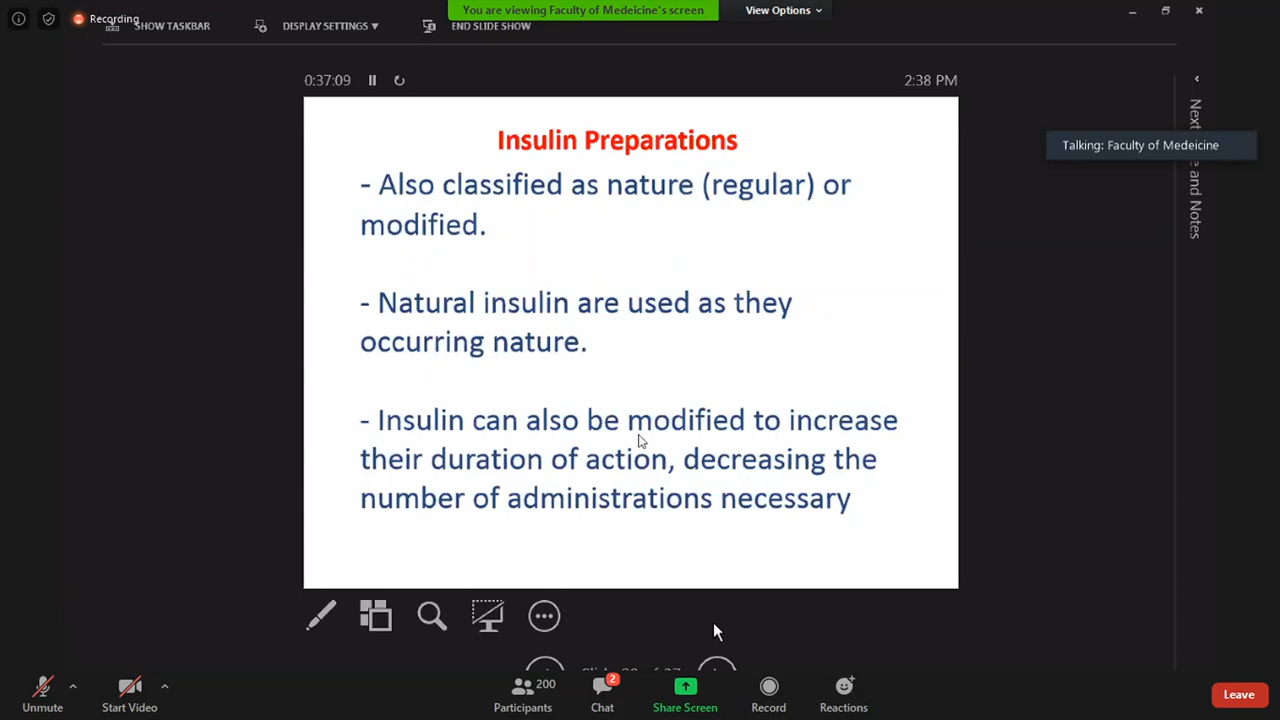 Recording
SHOW TASKBAR
DISPLAY SETTINGS
END SLIDE SHOW
You are viewing Faculty of Medeicine's screen
View Options
0:37:09
2:38 PM
Insulin Preparations
- Also classified as nature (regular) or
modified.
- Natural insulin are used as they
occurring nature.
- Insulin can also be modified to increase
their duration of action, decreasing the
number of administrations necessary
Talking: Faculty of Medeicine
Next
and Notes
Unmute
Start Video
200
Participants
2
Chat
Share Screen
Record
Reactions
Leave